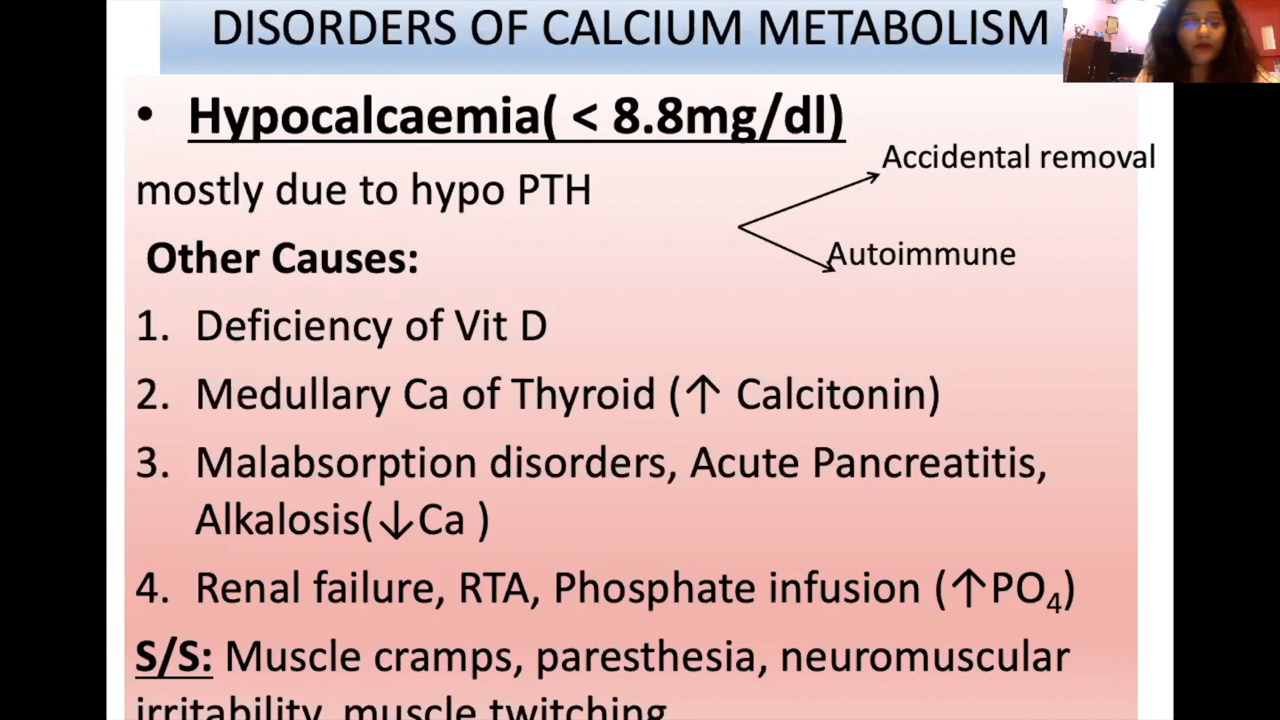 DISORDERS OF CALCIUM METABOLISM
• Hypocalcaemia( < 8.8mg/dl)
Accidental removal
mostly due to hypo PTH
Autoimmune
Other Causes:
1. Deficiency of Vit D
2. Medullary Ca of Thyroid (↑ Calcitonin)
3. Malabsorption disorders, Acute Pancreatitis,
Alkalosis(↓Ca )
4. Renal failure, RTA, Phosphate infusion (↑PO₄)
S/S: Muscle cramps, paresthesia, neuromuscular
irritability, muscle twitching